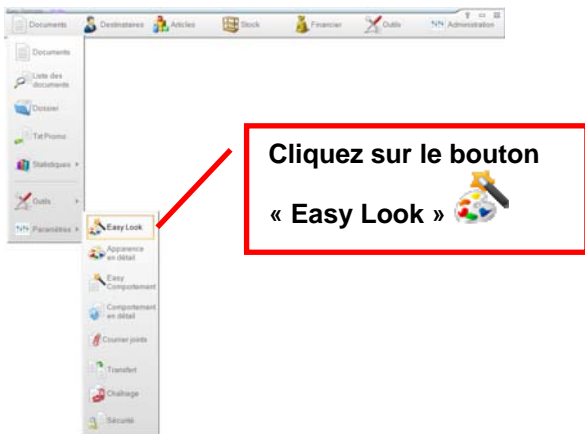 Documents Destinataires Articles Stock Financier Outils Administration
Documents
Liste des
documents
Dossier
Txt Promo
Statistiques
Outils
Paramètres
Easy Look
Apparence
en détail
Easy
Comportement
Comportement
en détail
Courrier joints
Transfert
Chaînage
Sécurité
Cliquez sur le bouton
« Easy Look »